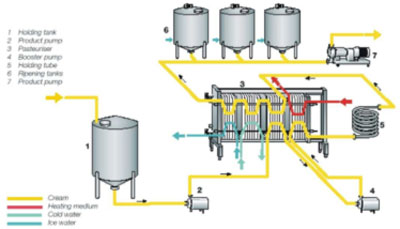 1 Holding tank
2 Product pump
3 Pasteuriser
4 Booster pump
5 Holding tube
6 Ripening tanks
7 Product pump
6
7
3
5
1
2
4
Cream
Heating medium
Cold water
Ice water